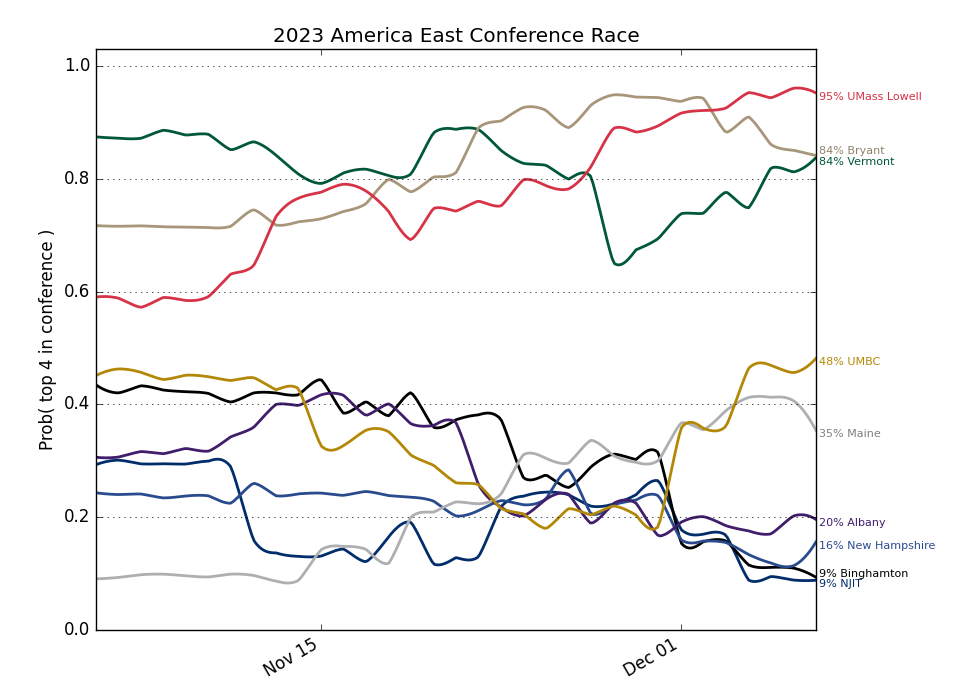 2023 America East Conference Race
Prob( top 4 in conference )
1.0
0.8
0.6
0.4
0.2
0.0
Nov 15
Dec 01
95% UMass Lowell
84% Bryant
84% Vermont
48% UMBC
35% Maine
20% Albany
16% New Hampshire
9% Binghamton
9% NJIT